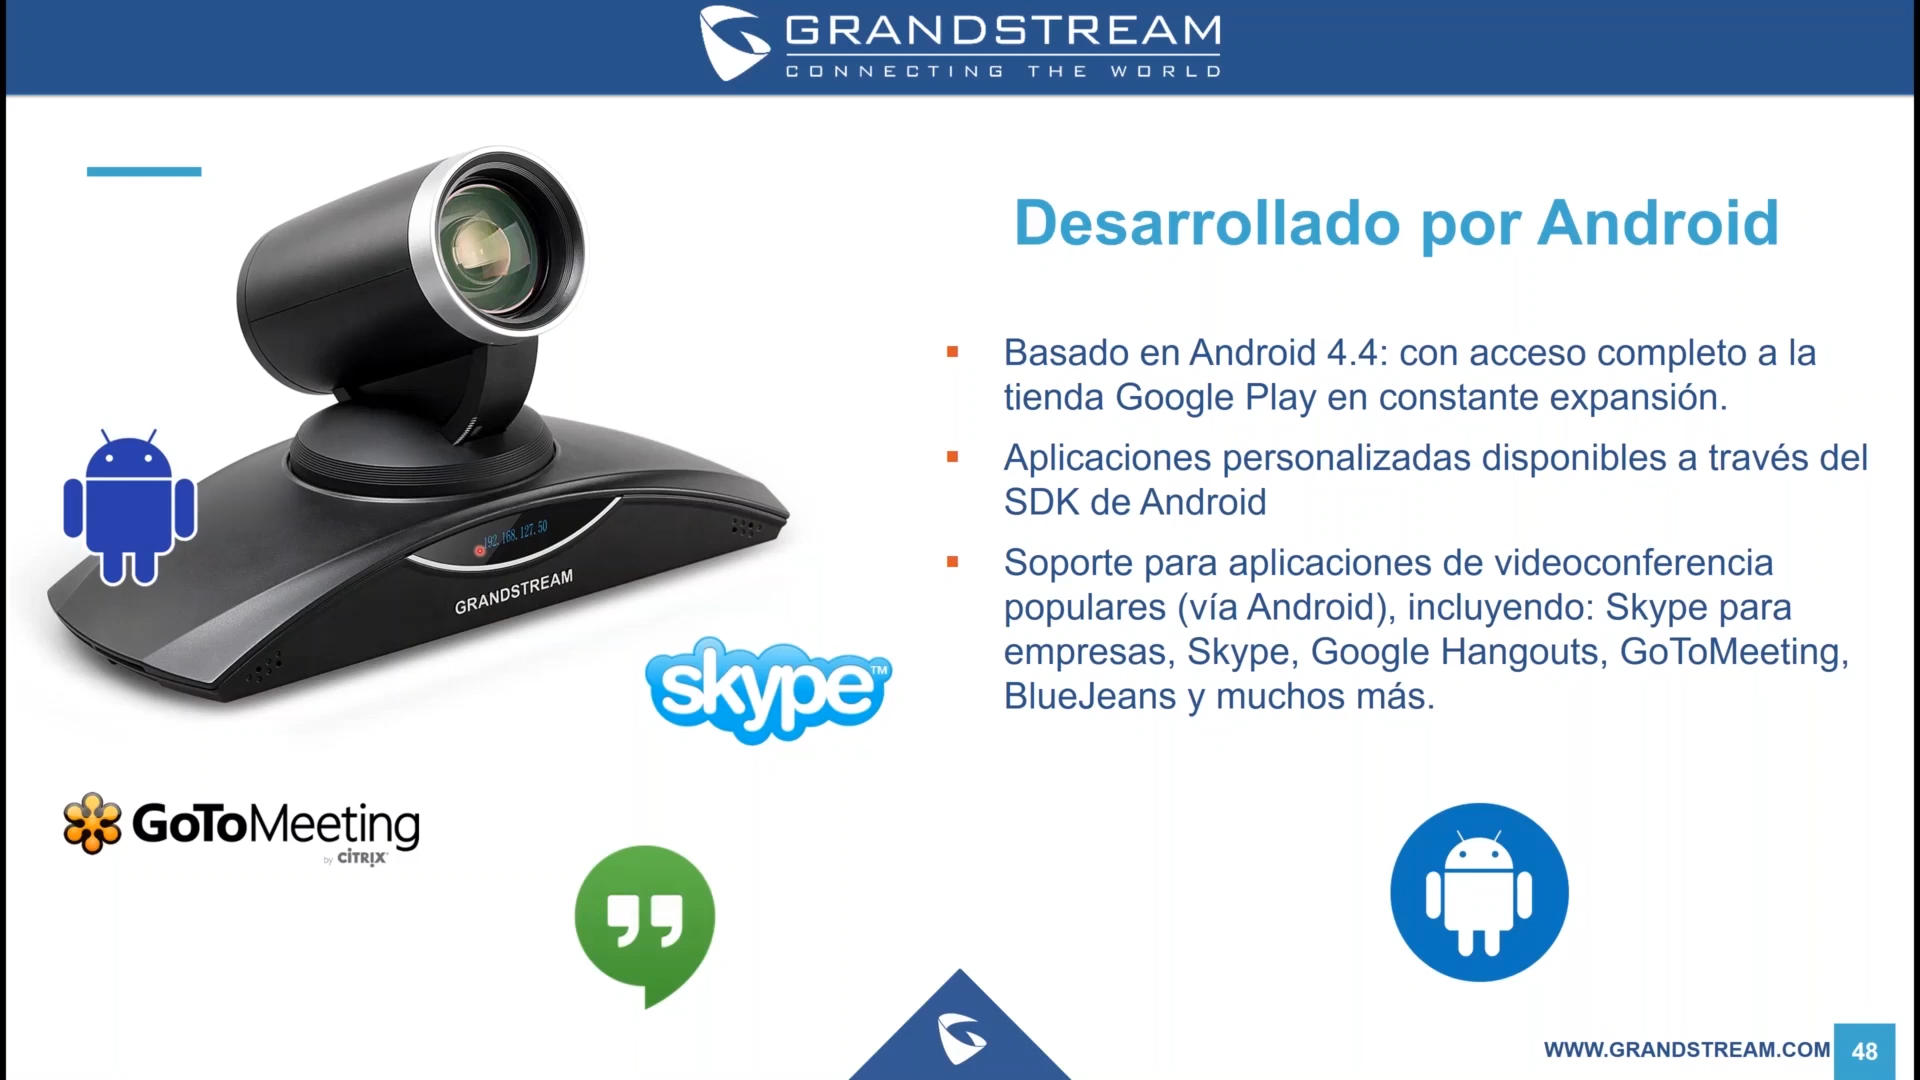 GRANDSTREAM
CONNECTING THE WORLD
Desarrollado por Android
Basado en Android 4.4: con acceso completo a la
tienda Google Play en constante expansión.
Aplicaciones personalizadas disponibles a través del
SDK de Android
Soporte para aplicaciones de videoconferencia
populares (vía Android), incluyendo: Skype para
empresas, Skype, Google Hangouts, GoToMeeting,
BlueJeans y muchos más.
192.168.127.50
GRANDSTREAM
skype™
GoToMeeting
by CİTRIX
WWW.GRANDSTREAM.COM
48